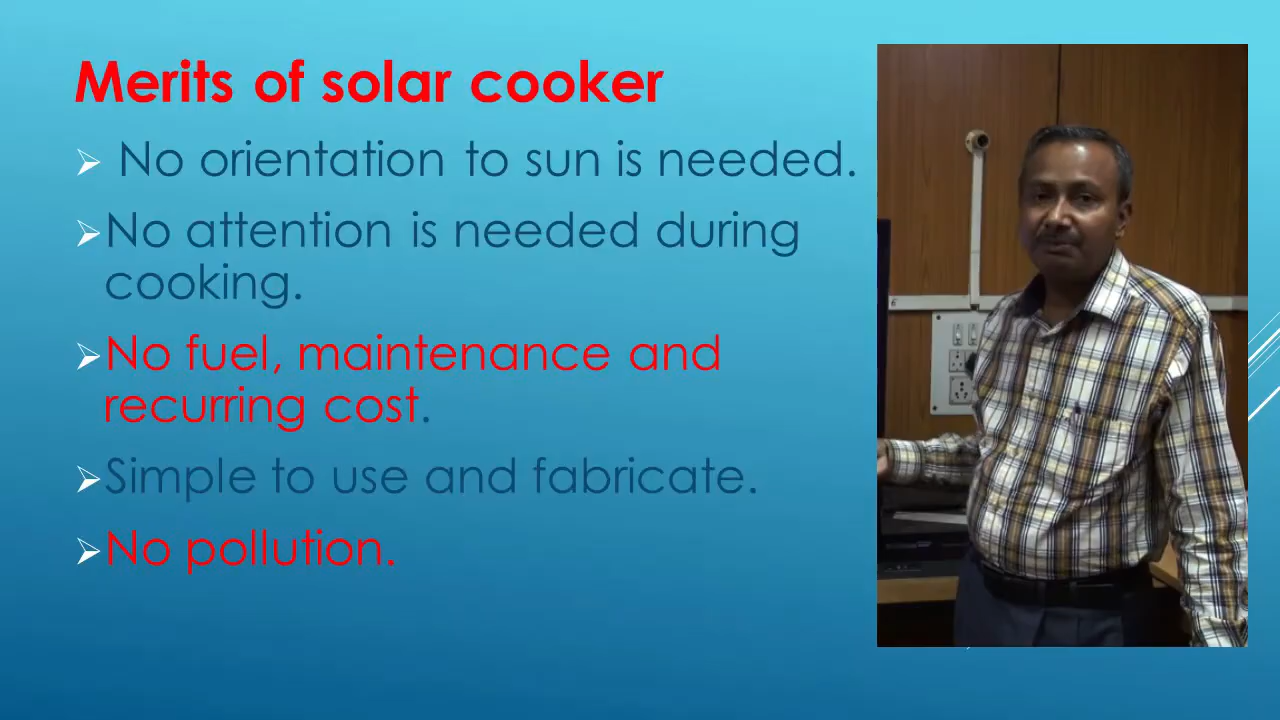 Merits of solar cooker
No orientation to sun is needed.
No attention is needed during
cooking.
No fuel, maintenance and
recurring cost.
Simple to use and fabricate.
No pollution.